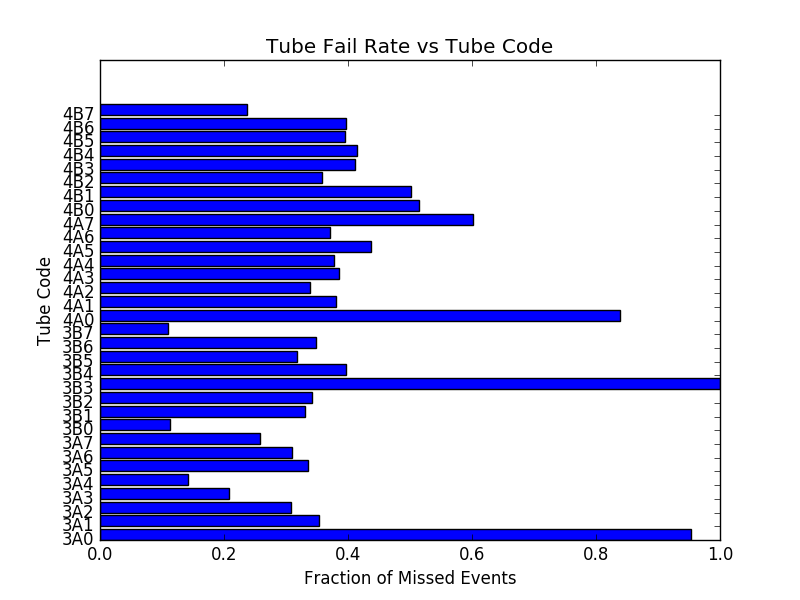 Tube Fail Rate vs Tube Code
4B7
4B6
4B5
4B4
4B3
4B2
4B1
4B0
4A7
4A6
4A5
4A4
4A3
4A2
4A1
4A0
3B7
3B6
3B5
3B4
3B3
3B2
3B1
3B0
3A7
3A6
3A5
3A4
3A3
3A2
3A1
3A0
Tube Code
0.0 0.2 0.4 0.6 0.8 1.0
Fraction of Missed Events